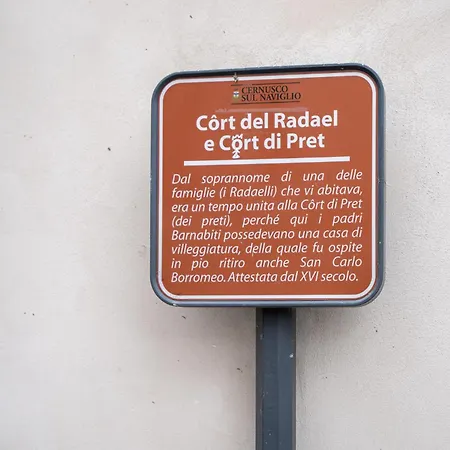 CERNUSCO
SUL NAVIGLIO
Côrt del Radael
e Côrt di Pret
Dal soprannome di una delle
famiglie (i Radaelli) che vi abitava,
era un tempo unita alla Côrt di Pret
(dei preti), perché qui i padri
Barnabiti possedevano una casa di
villeggiatura, della quale fu ospite
in pio ritiro anche San Carlo
Borromeo. Attestata dal XVI secolo.